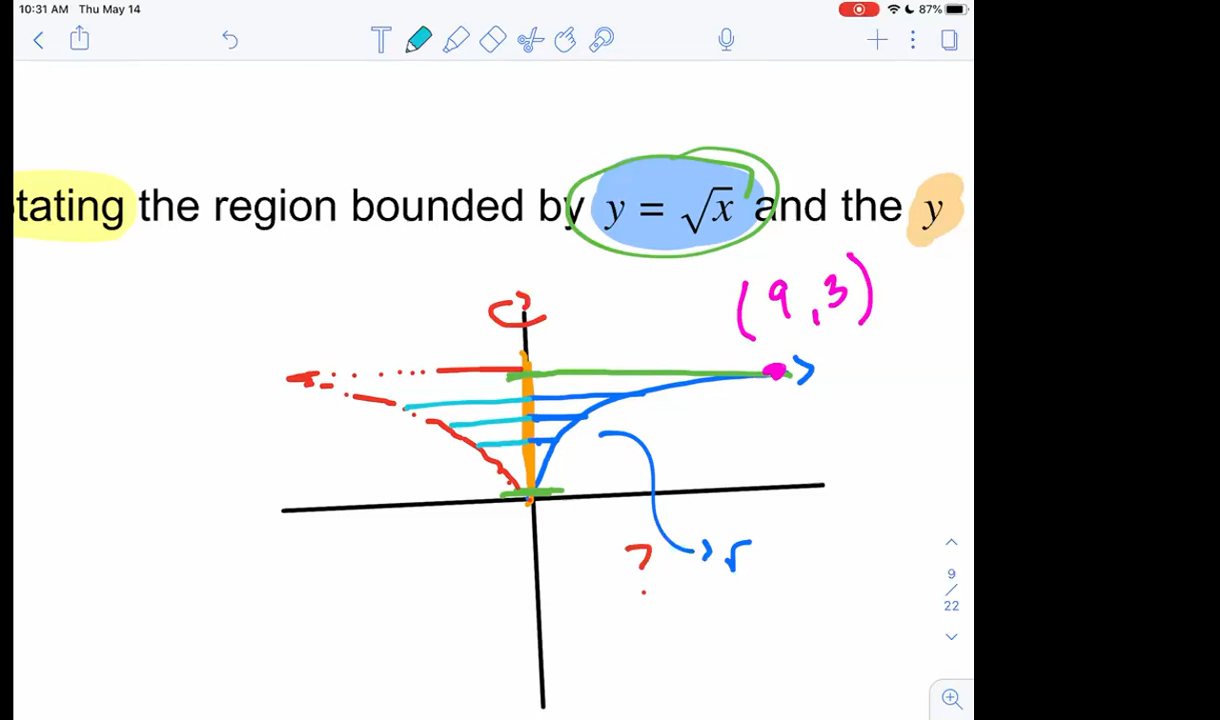 10:31 AM Thu May 14
87%
T
tating the region bounded by y = √x and the y
(9,3)
?
√
9
/
22